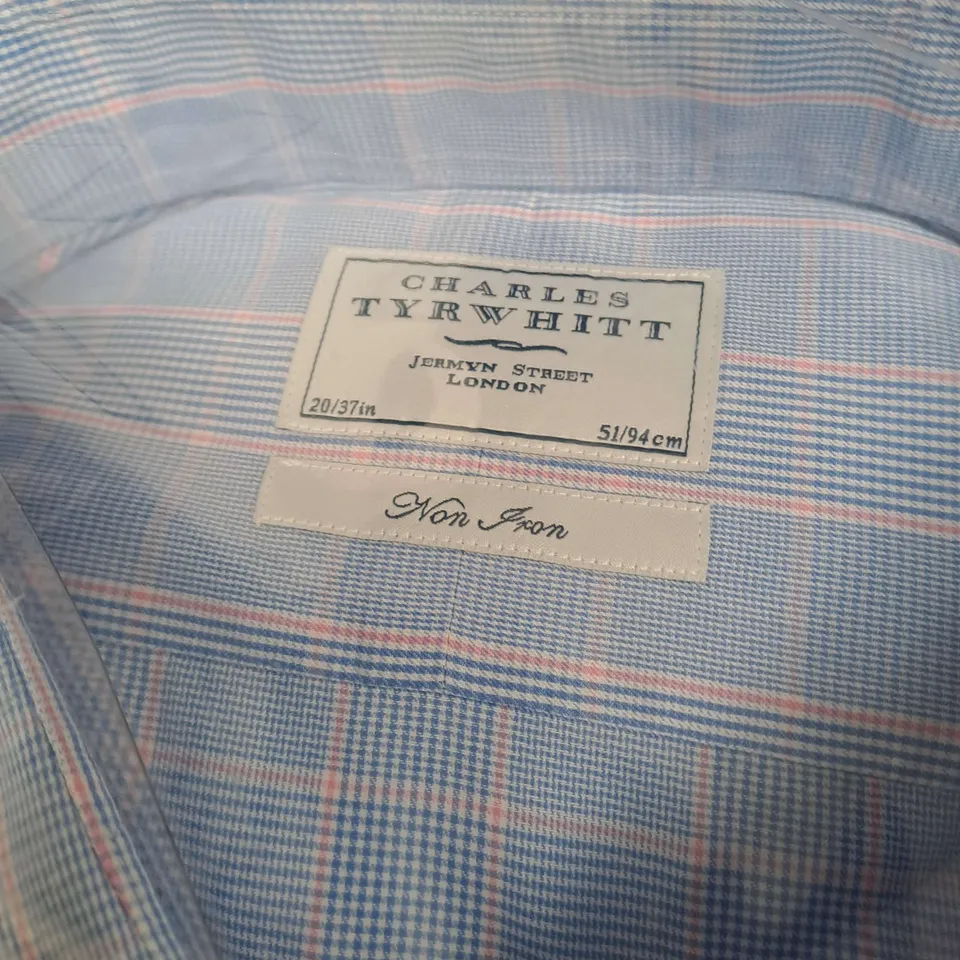 CHARLES
TYRWHITT
JERMYN STREET
LONDON
20/37in
51/94cm
Non Iron